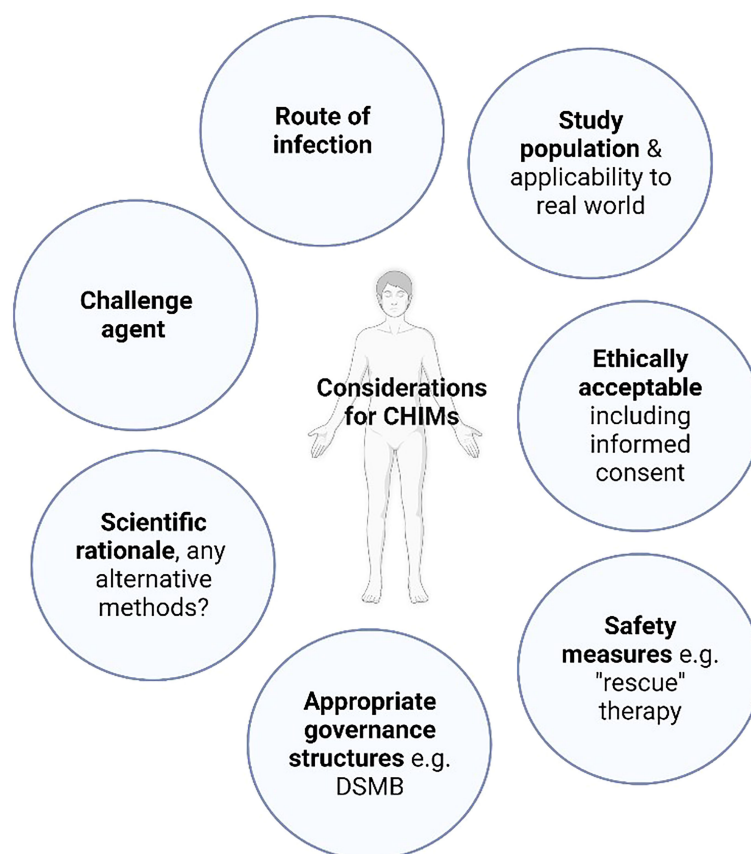 Route of
infection
Study
population & 
applicability to
real world
Challenge
agent
Considerations
for CHIMs
Ethically
acceptable
including
informed
consent
Scientific
rationale, any
alternative
methods?
Safety
measures e.g.
"rescue"
therapy
Appropriate
governance
structures e.g.
DSMB